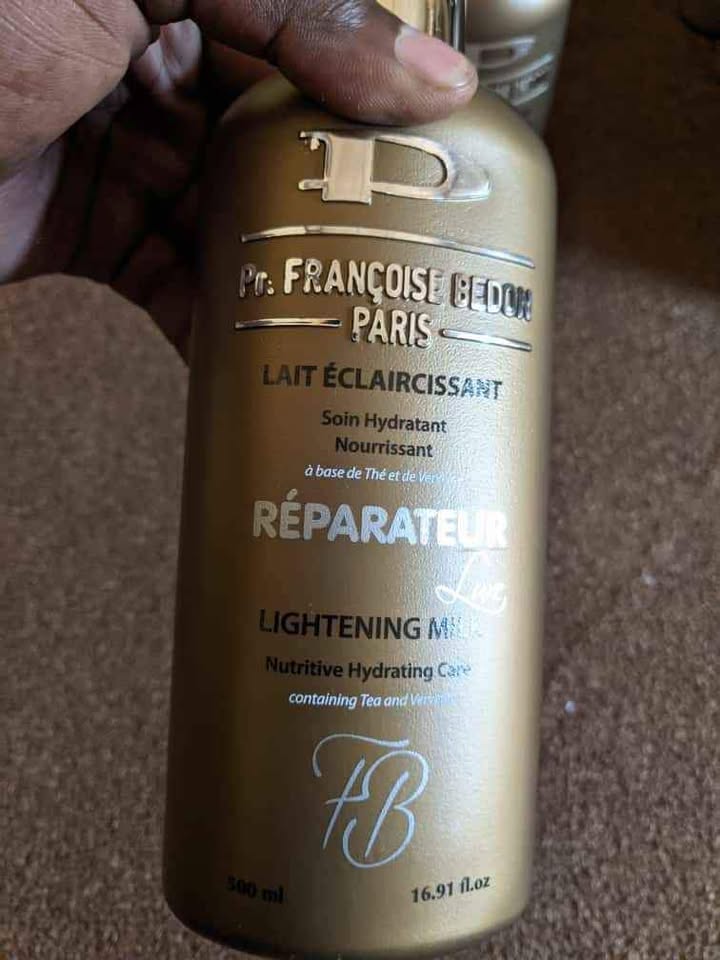 Pr. FRANÇOISE BEDON
PARIS
LAIT ÉCLAIRCISSANT
Soin Hydratant
Nourrissant
à base de Thé et de
RÉPARATEUR
LIGHTENING MILK
Nutritive Hydrating Care
containing Tea and
FB
500 ml
16.91 fl.oz